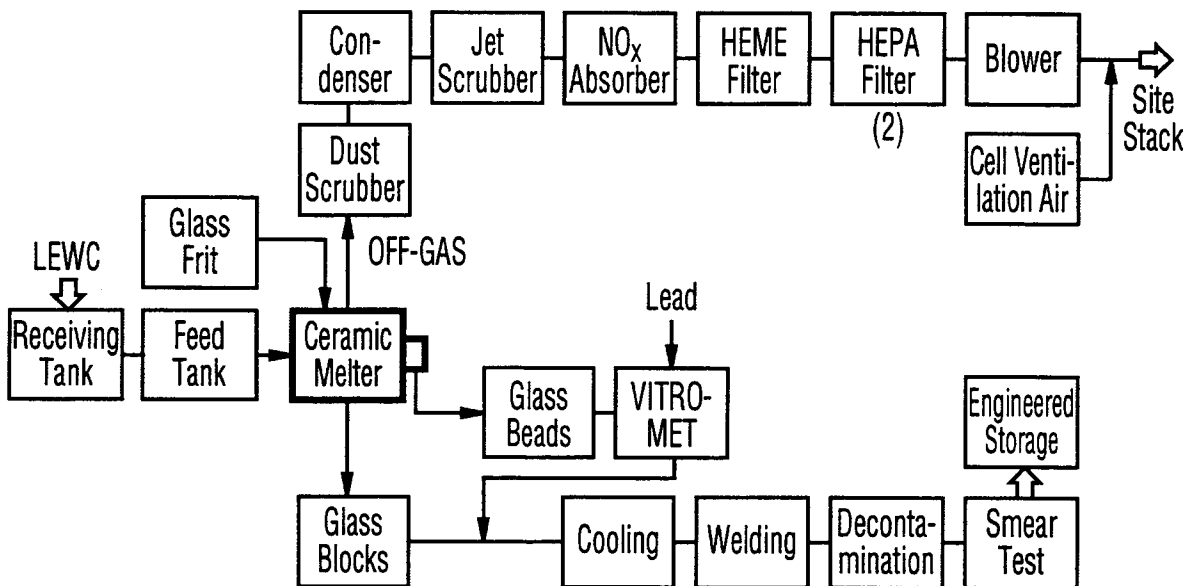 Con-
denser
Jet
Scrubber
NOx
Absorber
HEME
Filter
HEPA
Filter
(2)
Blower
Site
Stack
Dust
Scrubber
Cell Venti-
lation Air
Glass
Frit
OFF-GAS
LEWC
Lead
Receiving
Tank
Feed
Tank
Ceramic
Melter
Glass
Beads
VITRO-
MET
Engineered
Storage
Glass
Blocks
Cooling
Welding
Deconta-
mination
Smear
Test